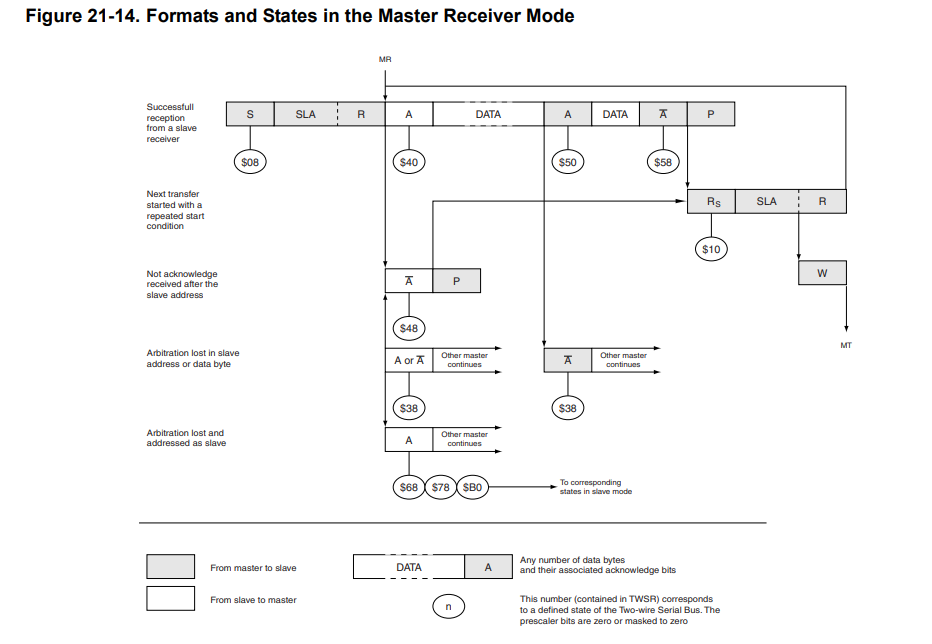 Figure 21-14. Formats and States in the Master Receiver Mode
MR
Successfull
reception
from a slave
receiver
S SLA R A DATA A DATA A̅ P
$08 $40 $50 $58
Next transfer
started with a
repeated start
condition
RS SLA R
$10
W
Not acknowledge
received after the
slave address
A̅ P
$48
MT
Arbitration lost in slave
address or data byte
A or A̅
Other master
continues
A̅
Other master
continues
$38 $38
Arbitration lost and
addressed as slave
A
Other master
continues
$68 $78 $B0
To corresponding
states in slave mode
From master to slave
DATA A
Any number of data bytes
and their associated acknowledge bits
From slave to master
n
This number (contained in TWSR) corresponds
to a defined state of the Two-wire Serial Bus. The
prescaler bits are zero or masked to zero